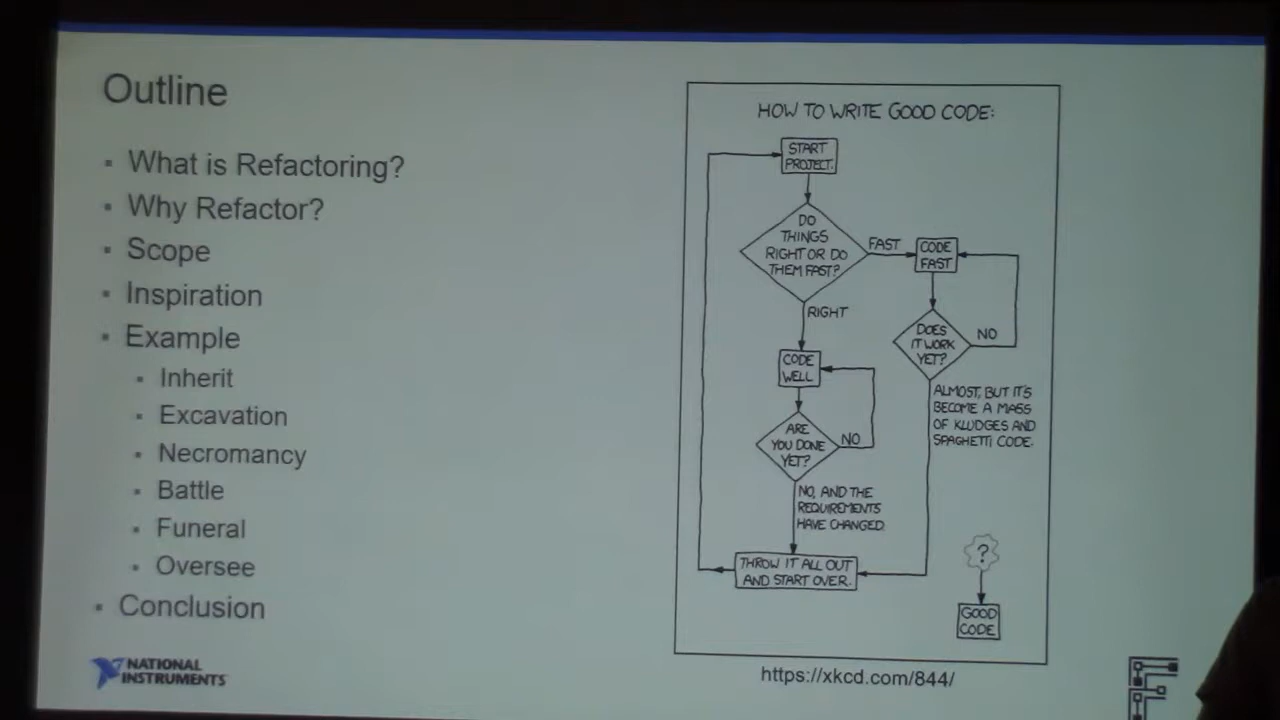 Outline
What is Refactoring?
Why Refactor?
Scope
Inspiration
Example
Inherit
Excavation
Necromancy
Battle
Funeral
Oversee
Conclusion
NATIONAL
INSTRUMENTS
HOW TO WRITE GOOD CODE:
START
PROJECT.
DO
THINGS
RIGHT OR DO
THEM FAST?
FAST
CODE
FAST
RIGHT
DOES
IT WORK
YET?
NO
CODE
WELL
ARE
YOU DONE
YET?
NO
ALMOST, BUT IT'S
BECOME A MASS
OF KLUDGES AND
SPAGHETTI CODE.
NO, AND THE
REQUIREMENTS
HAVE CHANGED.
THROW IT ALL OUT
AND START OVER.
?
GOOD
CODE
https://xkcd.com/844/